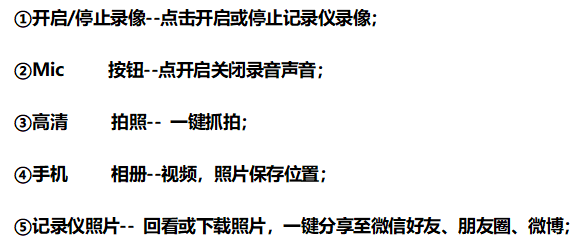 ①开启/停止录像--点击开启或停止记录仪录像；
②Mic 按钮--点开启关闭录音声音；
③高清 拍照-- 一键抓拍；
④手机 相册--视频，照片保存位置；
⑤记录仪照片-- 回看或下载照片，一键分享至微信好友、朋友圈、微博；